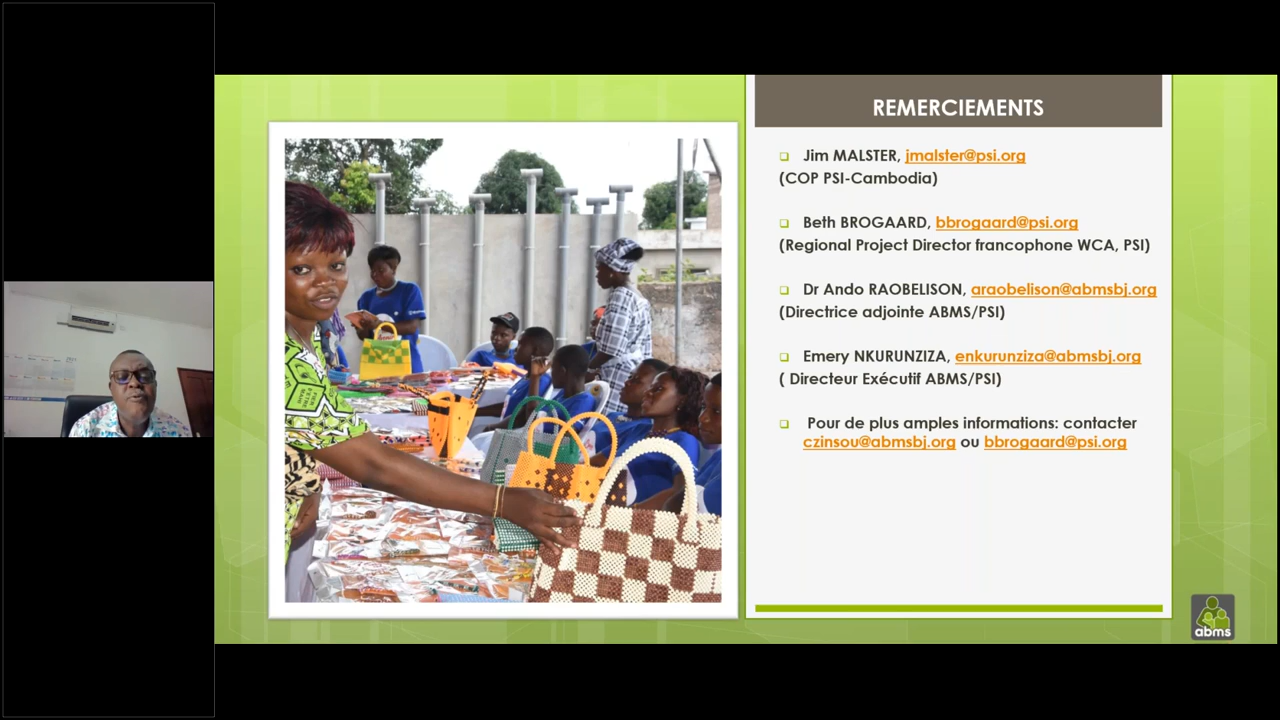 REMERCIEMENTS
Jim MALSTER, jmalster@psi.org
(COP PSI-Cambodia)
Beth BROGAARD, bbrogaard@psi.org
(Regional Project Director francophone WCA, PSI)
Dr Ando RAOBELISON, araobelison@abmsbj.org
(Directrice adjointe ABMS/PSI)
Emery NKURUNZIZA, enkurunziza@abmsbj.org
( Directeur Exécutif ABMS/PSI)
Pour de plus amples informations: contacter
czinsou@abmsbj.org ou bbrogaard@psi.org
abms